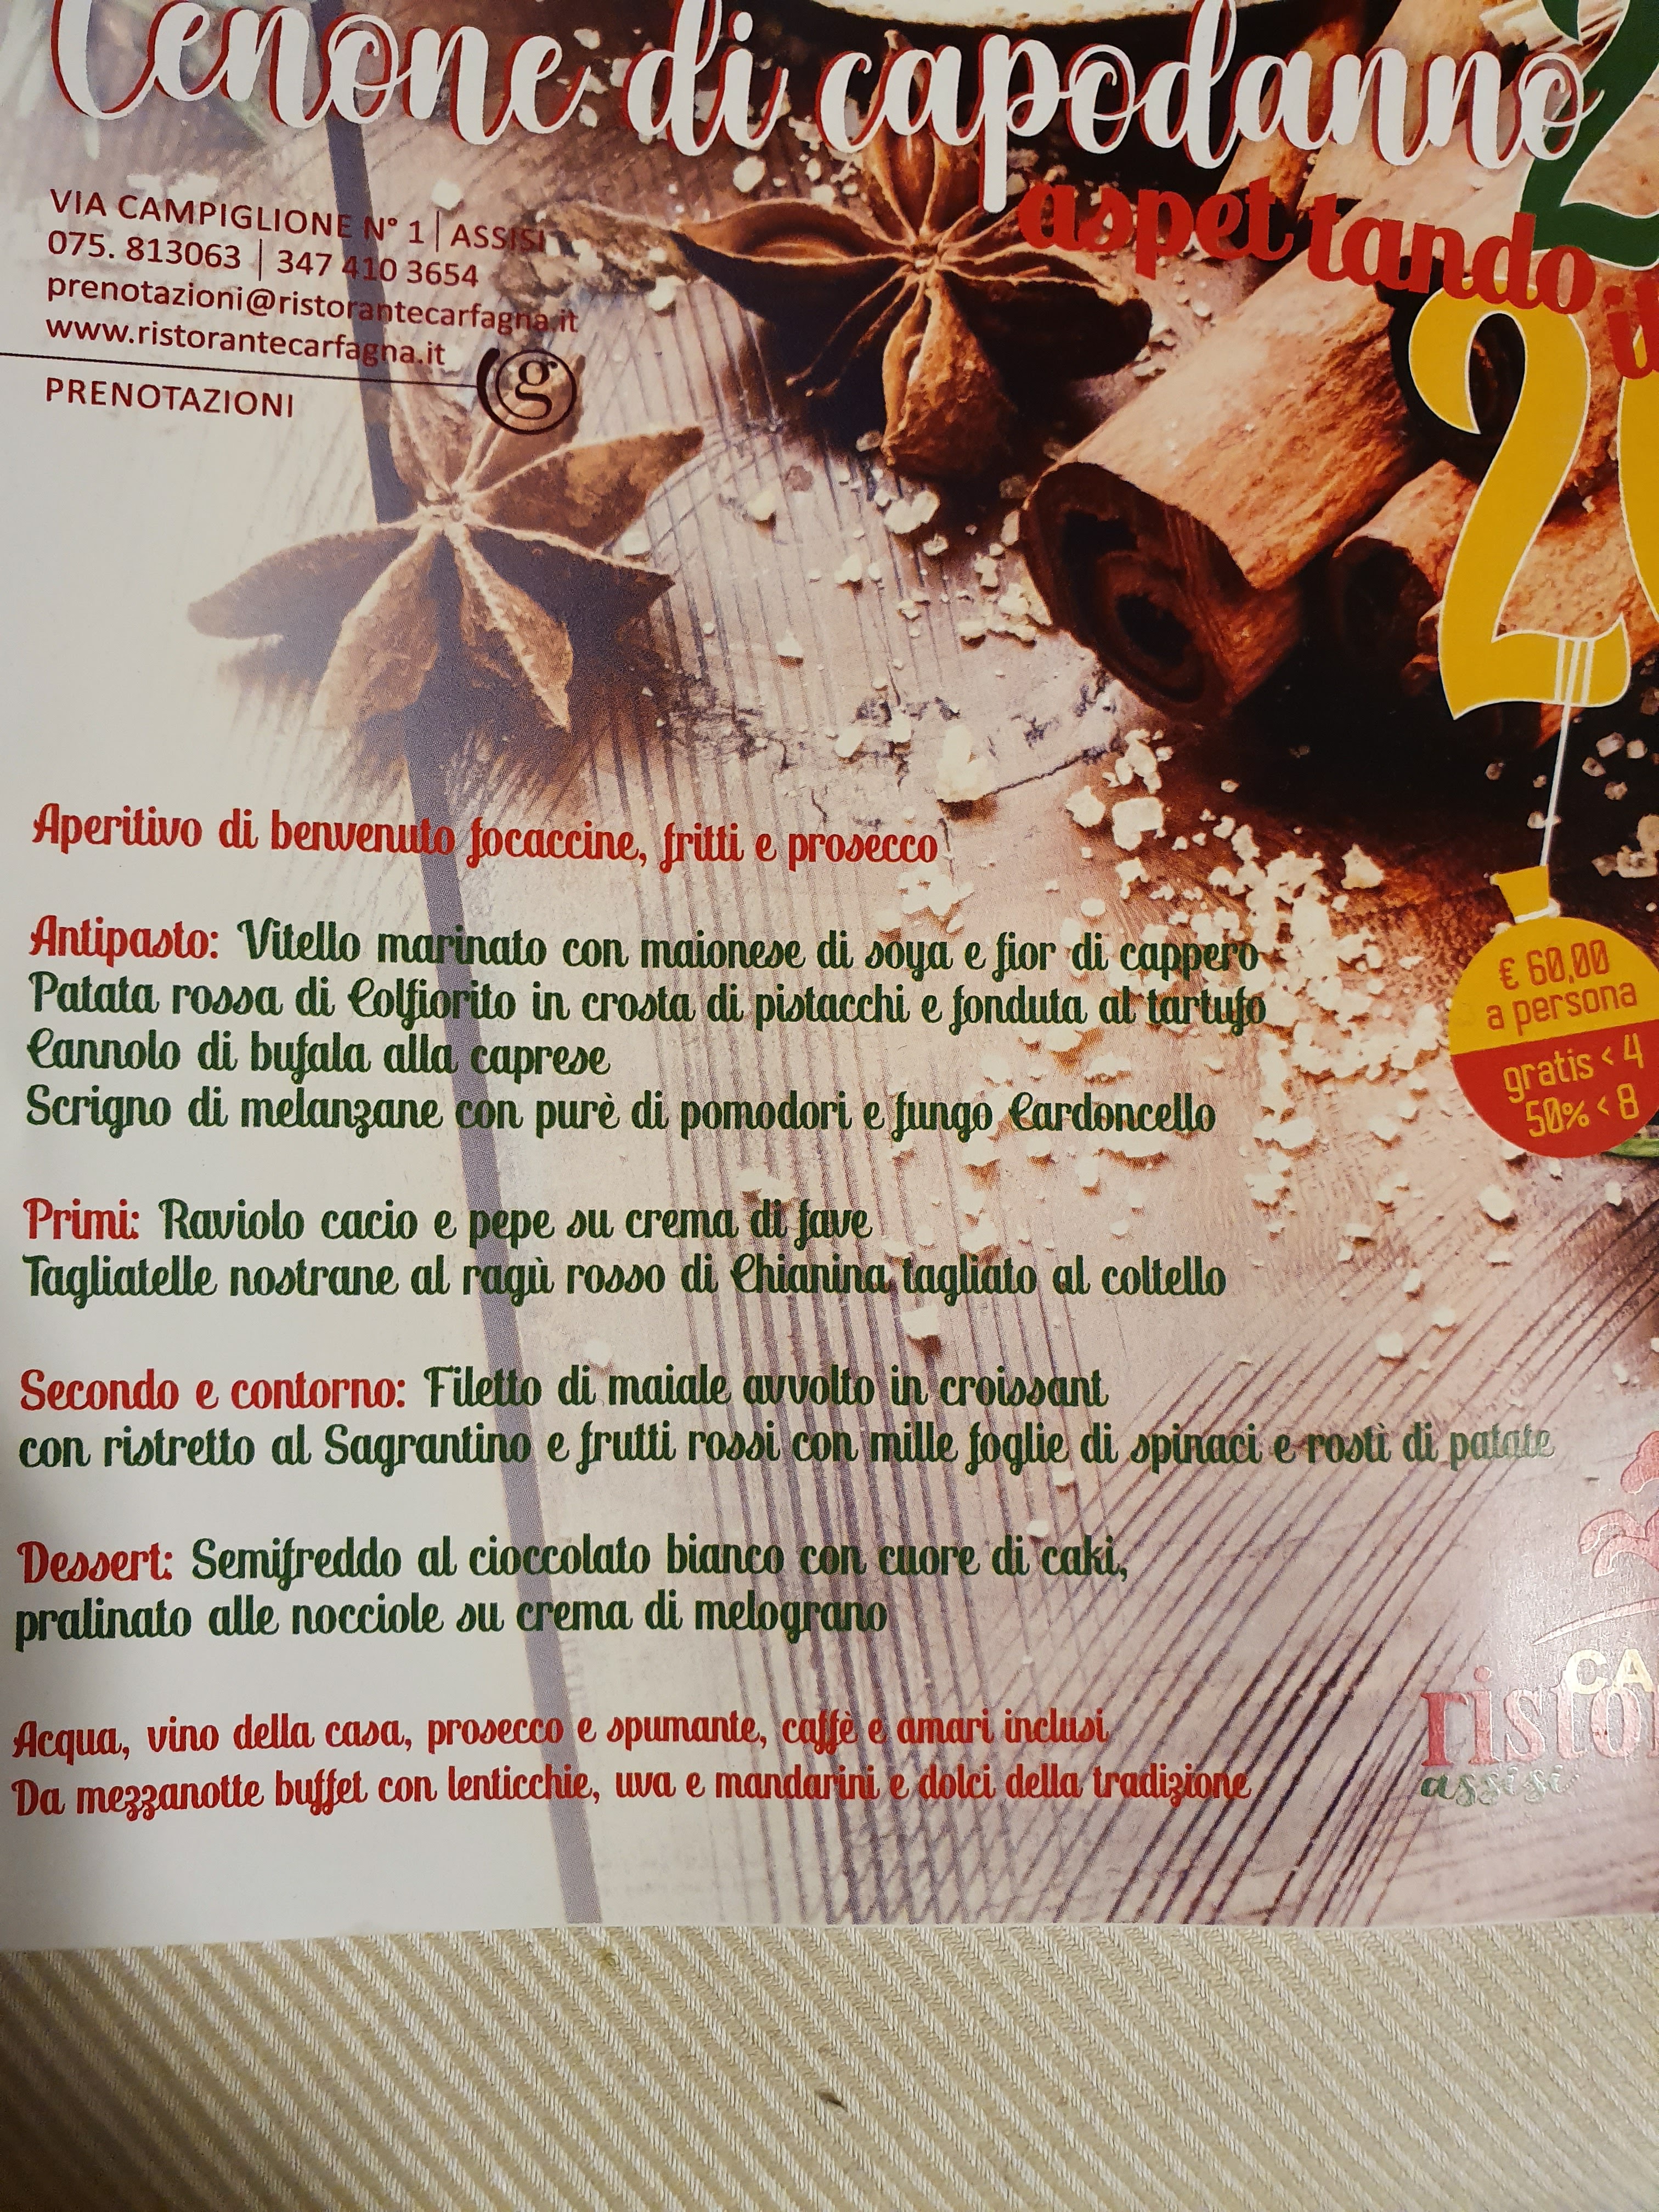 Cenone di capodanno
aspettando
VIA CAMPIGLIONE N° 1 | ASSISI
075. 813063 | 347 410 3654
prenotazioni@ristorantecarfagna.it
www.ristorantecarfagna.it
g
PRENOTAZIONI
Aperitivo di benvenuto focaccine, fritti e prosecco
Antipasto: Vitello marinato con maionese di soya e fior di cappero
Patata rossa di Colfiorito in crosta di pistacchi e fonduta al tartufo
Cannolo di bufala alla caprese
Scrigno di melanzane con purè di pomodori e fungo Cardoncello
€ 60,00
a persona
gratis < 4
50% < 8
Primi: Raviolo cacio e pepe su crema di fave
Tagliatelle nostrane al ragù rosso di Chianina tagliato al coltello
Secondo e contorno: Filetto di maiale avvolto in croissant
con ristretto al Sagrantino e frutti rossi con mille foglie di spinaci e rostì di patate
Dessert: Semifreddo al cioccolato bianco con cuore di caki,
pralinato alle nocciole su crema di melograno
Acqua, vino della casa, prosecco e spumante, caffè e amari inclusi
Da mezzanotte buffet con lenticchie, uva e mandarini e dolci della tradizione
assisi